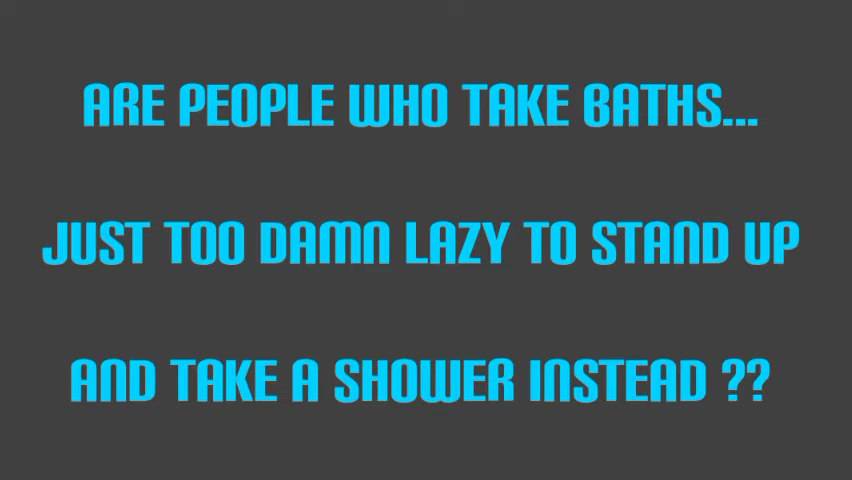 ARE PEOPLE WHO TAKE BATHS...
JUST TOO DAMN LAZY TO STAND UP
AND TAKE A SHOWER INSTEAD ??